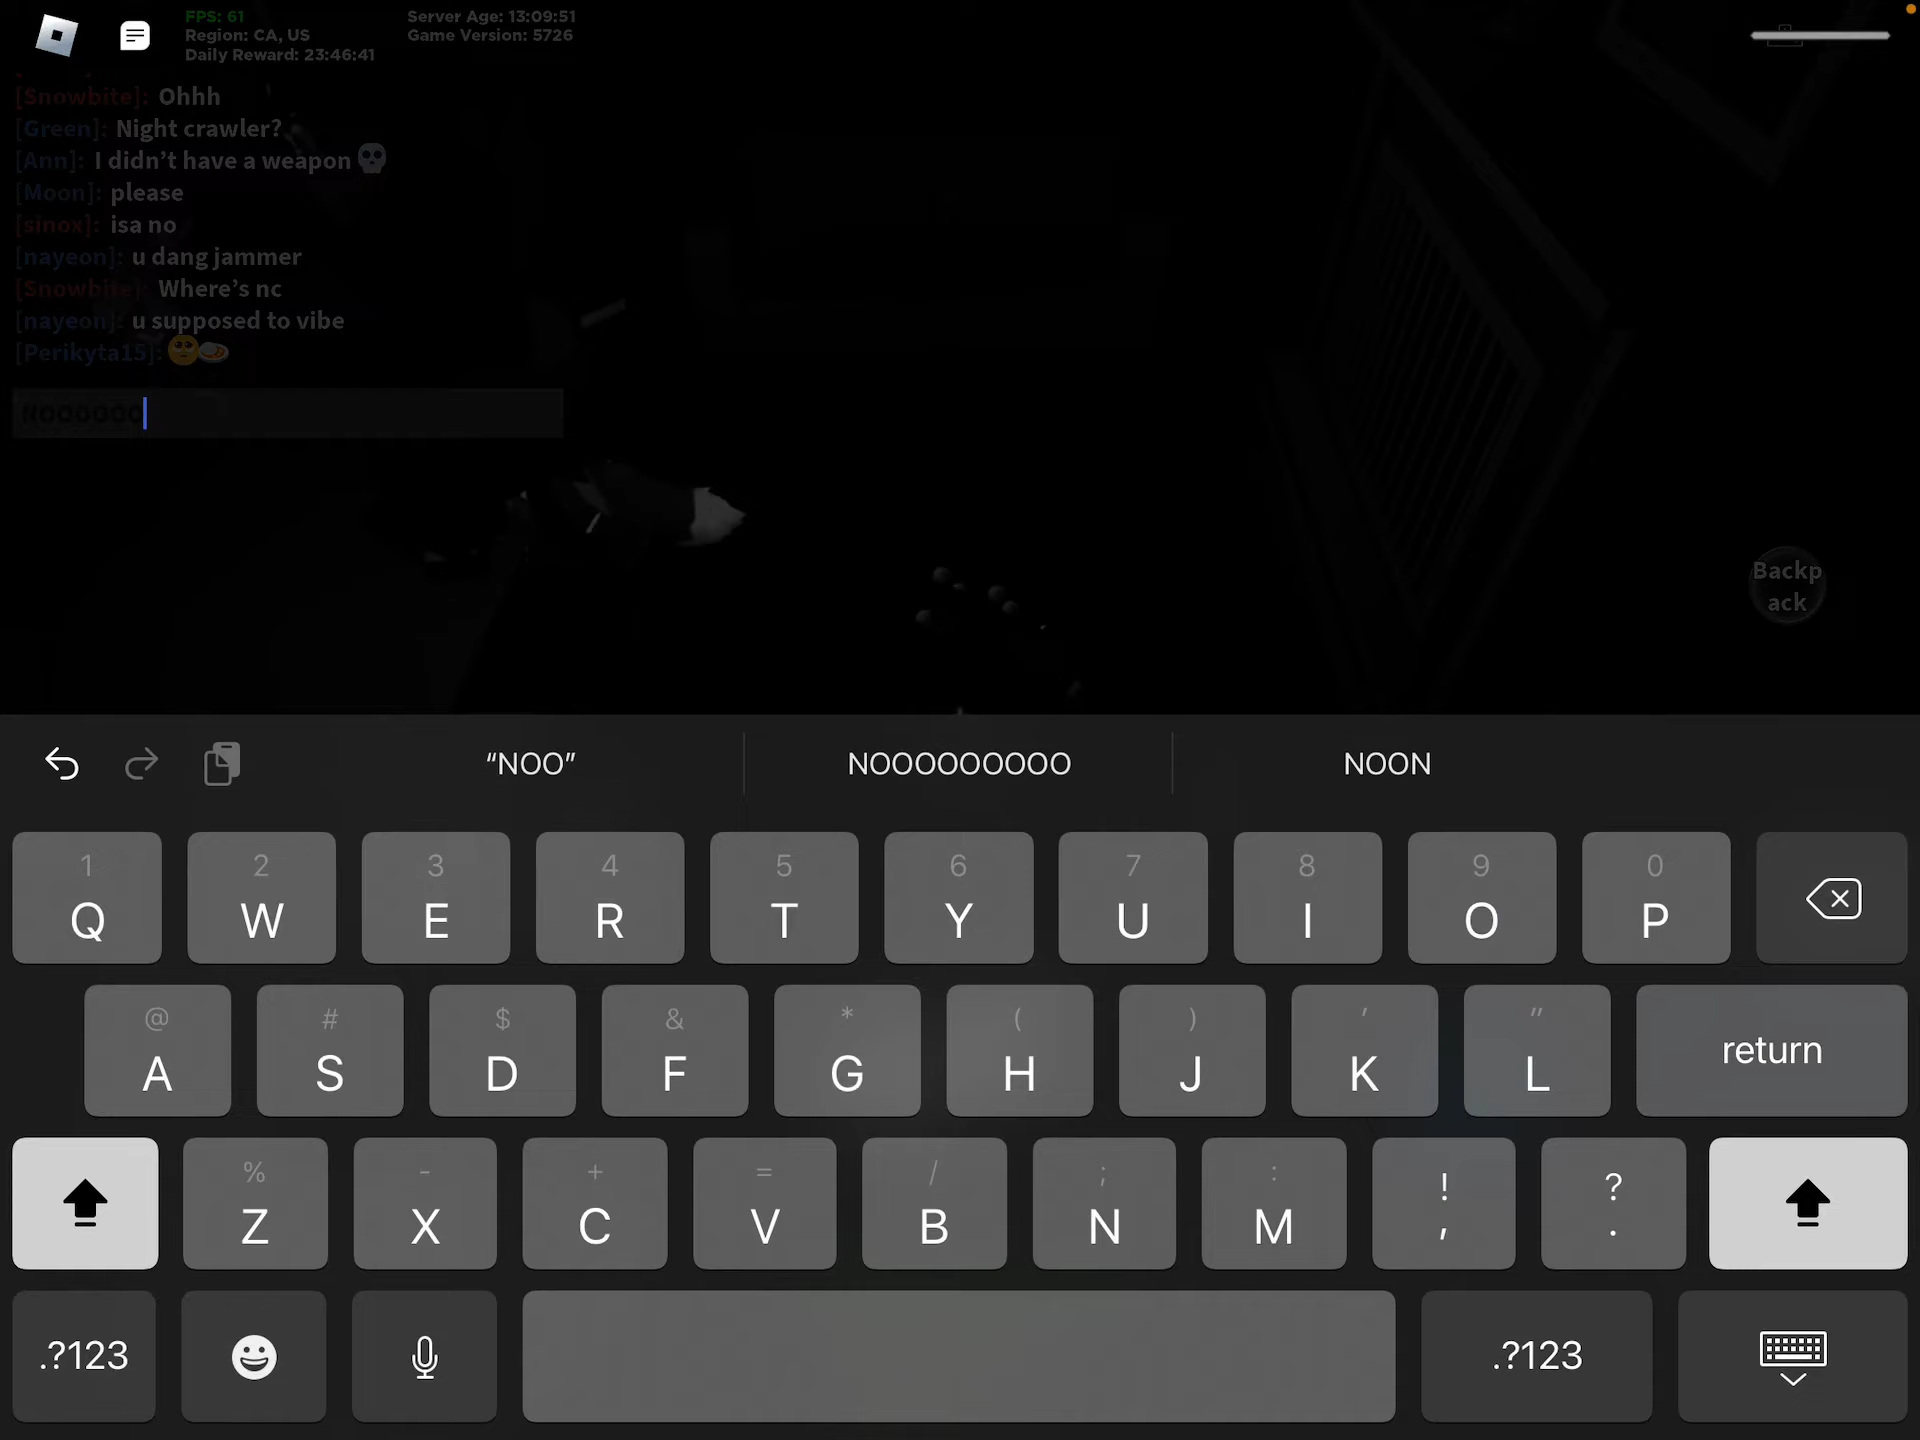 FPS: 61
Region: CA, US
Daily Reward: 23:46:41
Server Age: 13:09:51
Game Version: 5726
[Snowbite]: Ohhh
[Green]: Night crawler?
[Ann]: I didn't have a weapon 💀
[Moon]: please
[sinox]: isa no
[nayeon]: u dang jammer
[Snowbite]: Where's nc
[nayeon]: u supposed to vibe
[Perikyta15]: 🥺🍛
NOOOOOO
Backp
ack
“NOO”
NOOOOOOOOO
NOON
1 2 3 4 5 6 7 8 9 0
Q W E R T Y U I O P
@ # $ & * ( ) ' "
A S D F G H J K L return
% - + = / ; : ! ?
Z X C V B N M , .
.?123 .?123